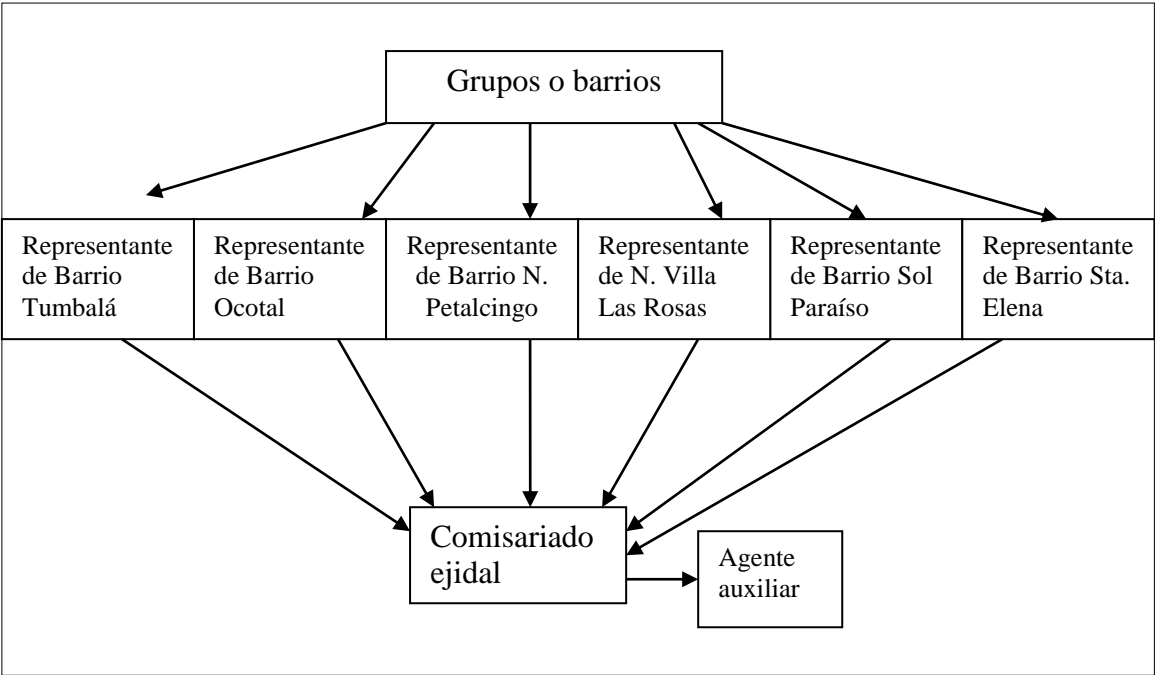 Grupos o barrios
Representante
de Barrio
Tumbalá
Representante
de Barrio
Ocotal
Representante
de Barrio N.
Petalcingo
Representante
de N. Villa
Las Rosas
Representante
de Barrio Sol
Paraíso
Representante
de Barrio Sta.
Elena
Comisariado
ejidal
Agente
auxiliar